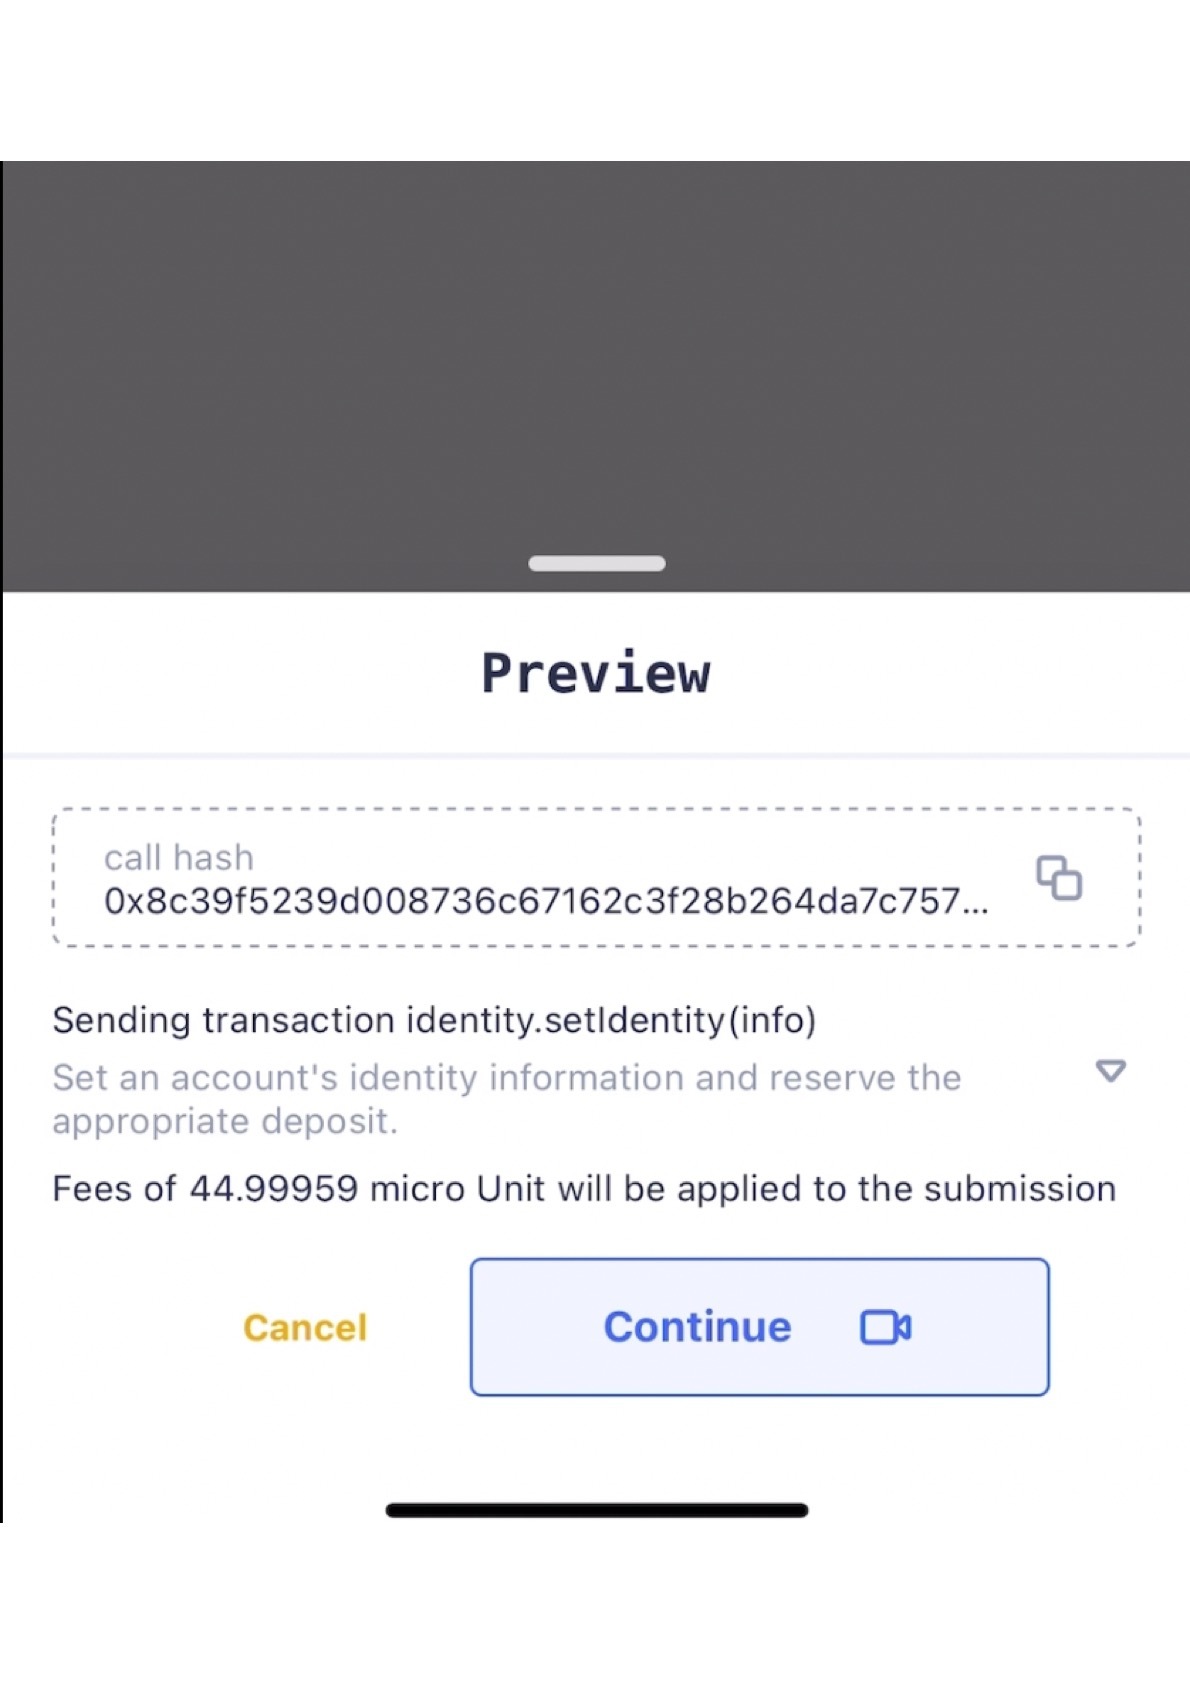 Preview
call hash
0x8c39f5239d008736c67162c3f28b264da7c757...
Sending transaction identity.setIdentity(info)
Set an account's identity information and reserve the
appropriate deposit.
Fees of 44.99959 micro Unit will be applied to the submission
Cancel
Continue